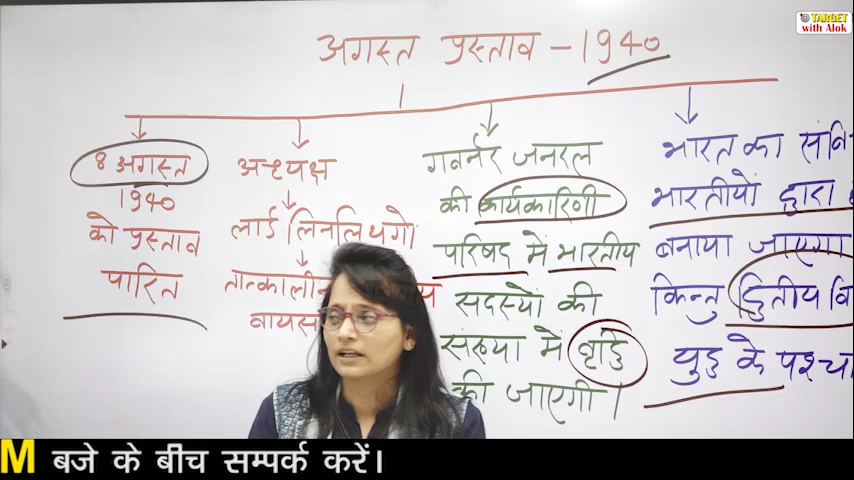 TARGET
with Alok
अगस्त प्रस्ताव - 1940
8 अगस्त
1940
को प्रस्ताव
पारित
अध्यक्ष
लार्ड लिनलिथगो
तात्कालीन
वायस
गवर्नर जनरल
की कार्यकारिणी
परिषद में भारतीय
सदस्यों की
संख्या में वृद्धि
की जाएगी।
भारत का संवि
भारतीयों द्वारा
बनाया जाएगा
किन्तु द्वितीय वि
युद्ध के पश्चा
M बजे के बीच सम्पर्क करें।